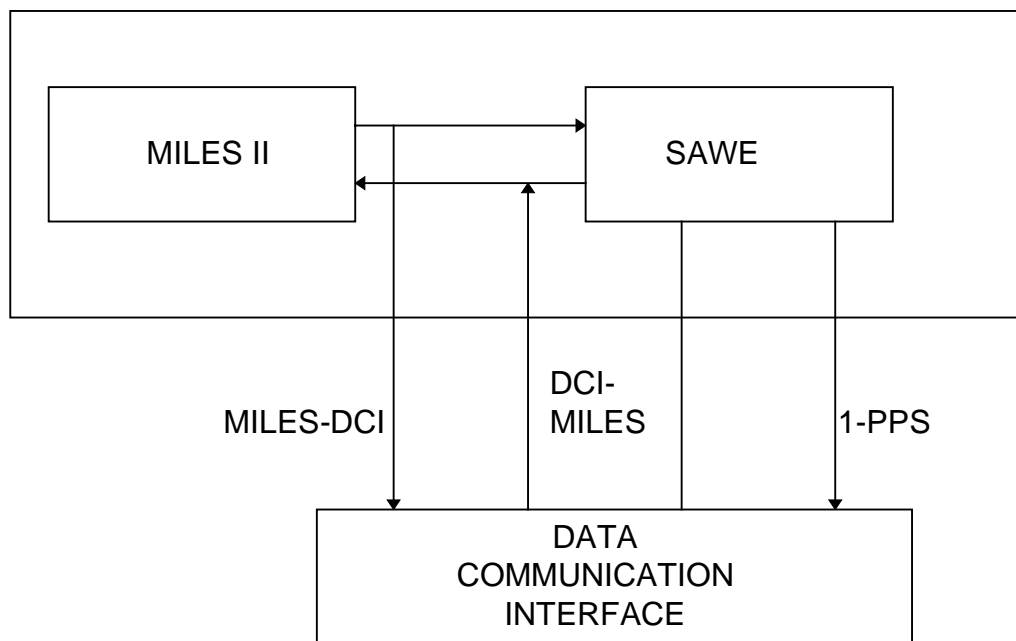 MILES II
SAWE
MILES-DCI
DCI-
MILES
1-PPS
DATA
COMMUNICATION
INTERFACE